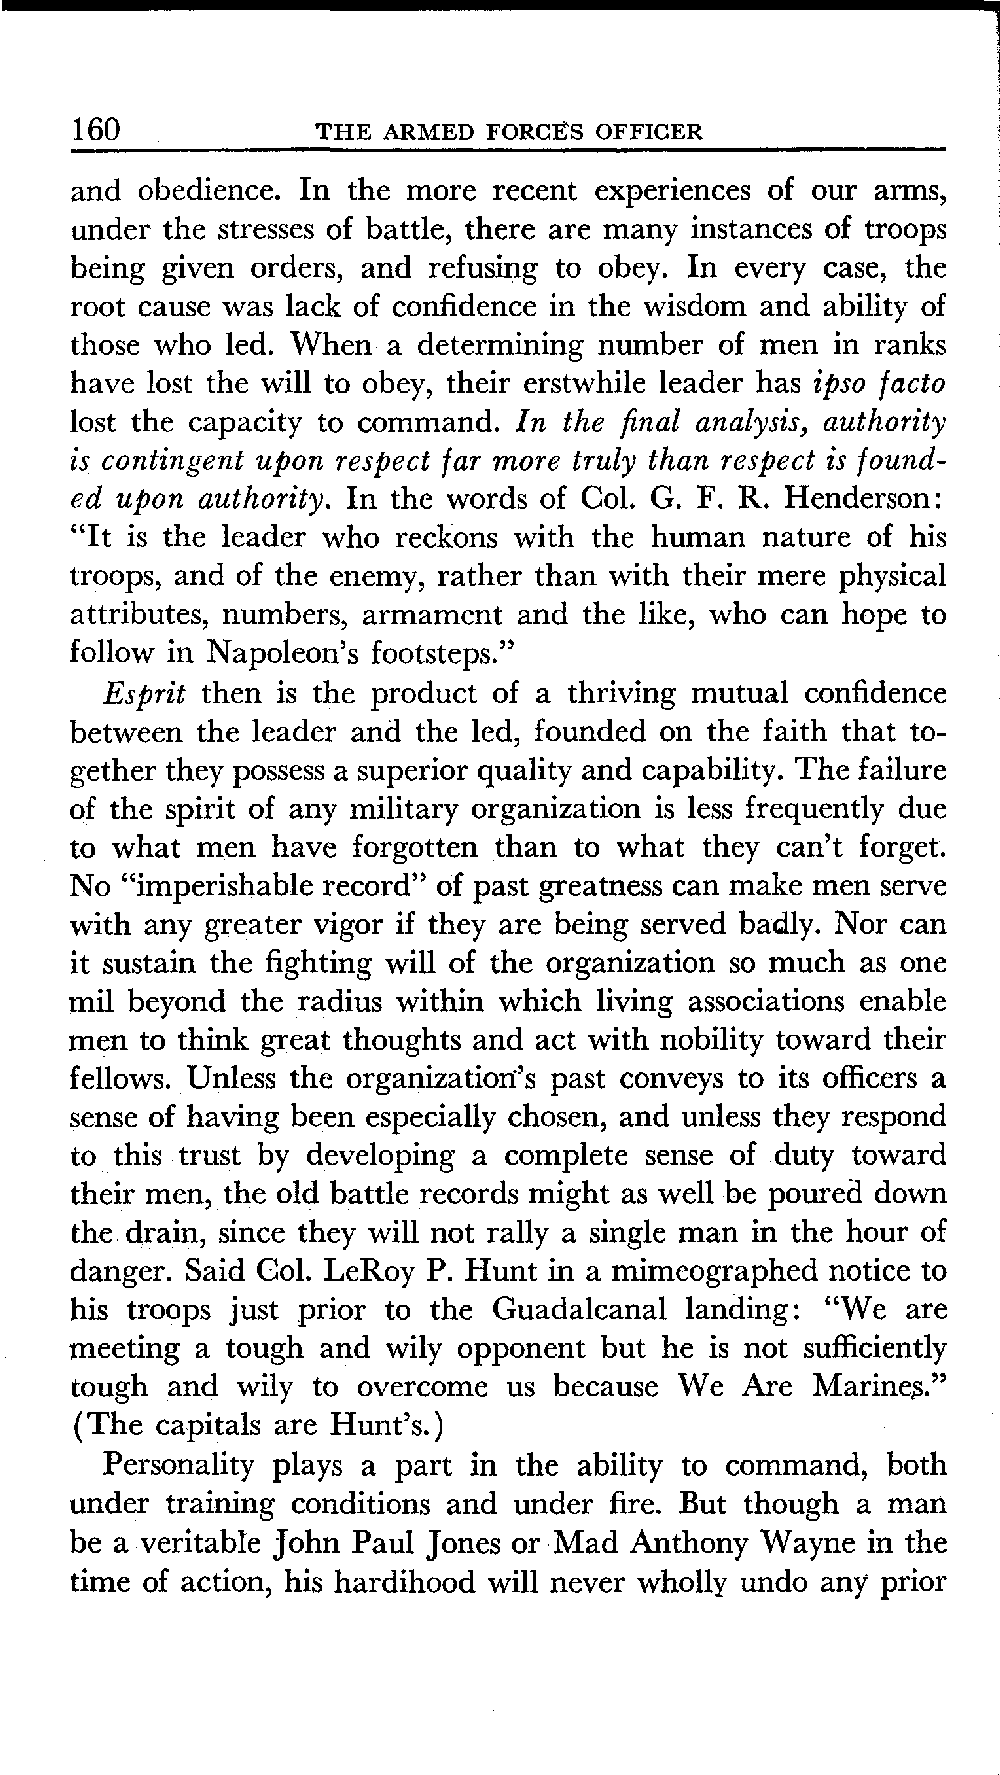 160 THE ARMED FORCES OFFICER
and obedience. In the more recent experiences of our arms,
under the stresses of battle, there are many instances of troops
being given orders, and refusing to obey. In every case, the
root cause was lack of confidence in the wisdom and ability of
those who led. When a determining number of men in ranks
have lost the will to obey, their erstwhile leader has ipso facto
lost the capacity to command. In the final analysis, authority
is contingent upon respect far more truly than respect is found-
ed upon authority. In the words of Col. G. F. R. Henderson:
“It is the leader who reckons with the human nature of his
troops, and of the enemy, rather than with their mere physical
attributes, numbers, armament and the like, who can hope to
follow in Napoleon’s footsteps.”
Esprit then is the product of a thriving mutual confidence
between the leader and the led, founded on the faith that to-
gether they possess a superior quality and capability. The failure
of the spirit of any military organization is less frequently due
to what men have forgotten than to what they can’t forget.
No “imperishable record” of past greatness can make men serve
with any greater vigor if they are being served badly. Nor can
it sustain the fighting will of the organization so much as one
mil beyond the radius within which living associations enable
men to think great thoughts and act with nobility toward their
fellows. Unless the organization’s past conveys to its officers a
sense of having been especially chosen, and unless they respond
to this trust by developing a complete sense of duty toward
their men, the old battle records might as well be poured down
the drain, since they will not rally a single man in the hour of
danger. Said Col. LeRoy P. Hunt in a mimeographed notice to
his troops just prior to the Guadalcanal landing: “We are
meeting a tough and wily opponent but he is not sufficiently
tough and wily to overcome us because We Are Marines.”
(The capitals are Hunt’s.)
Personality plays a part in the ability to command, both
under training conditions and under fire. But though a man
be a veritable John Paul Jones or Mad Anthony Wayne in the
time of action, his hardihood will never wholly undo any prior